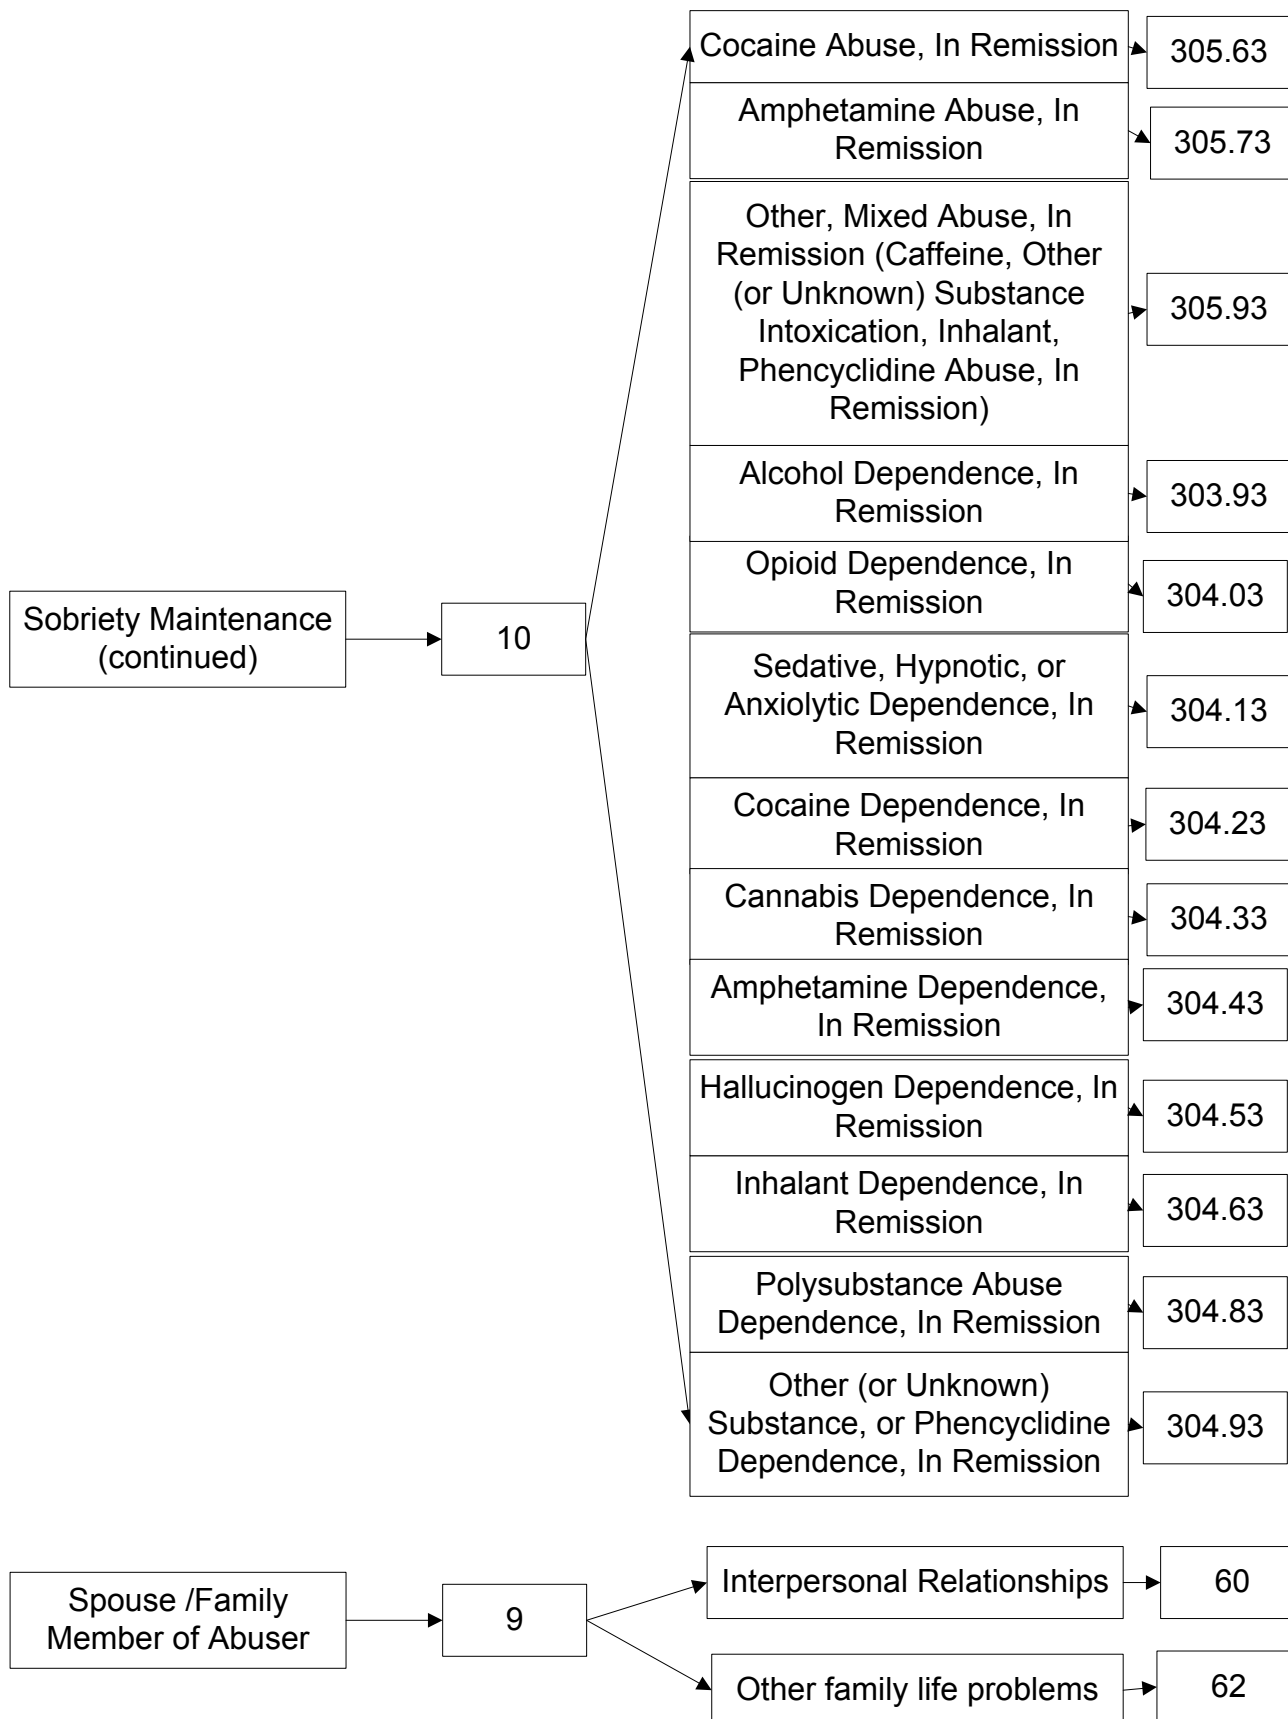 Cocaine Abuse, In Remission
305.63
Amphetamine Abuse, In
Remission
305.73
Other, Mixed Abuse, In
Remission (Caffeine, Other
(or Unknown) Substance
Intoxication, Inhalant,
Phencyclidine Abuse, In
Remission)
305.93
Alcohol Dependence, In
Remission
303.93
Opioid Dependence, In
Remission
304.03
Sobriety Maintenance
(continued)
10
Sedative, Hypnotic, or
Anxiolytic Dependence, In
Remission
304.13
Cocaine Dependence, In
Remission
304.23
Cannabis Dependence, In
Remission
304.33
Amphetamine Dependence,
In Remission
304.43
Hallucinogen Dependence, In
Remission
304.53
Inhalant Dependence, In
Remission
304.63
Polysubstance Abuse
Dependence, In Remission
304.83
Other (or Unknown)
Substance, or Phencyclidine
Dependence, In Remission
304.93
Spouse /Family
Member of Abuser
9
Interpersonal Relationships
60
Other family life problems
62